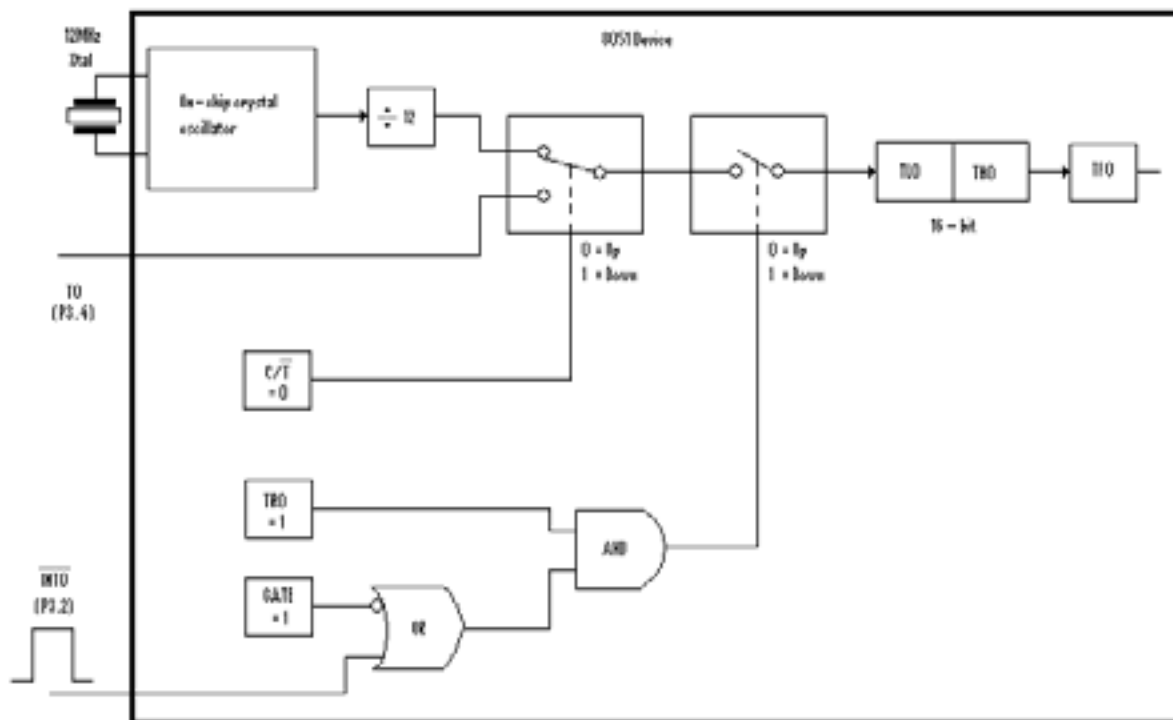 12MHz
Xtal
8051 Device
On-chip crystal
oscillator
÷ 12
TL0
TH0
TF0
16-bit
0 = Up
1 = Down
0 = Up
1 = Down
T0
(P3.4)
C/T̅
= 0
TR0
= 1
AND
I̅N̅T̅0̅
(P3.2)
GATE
= 1
OR